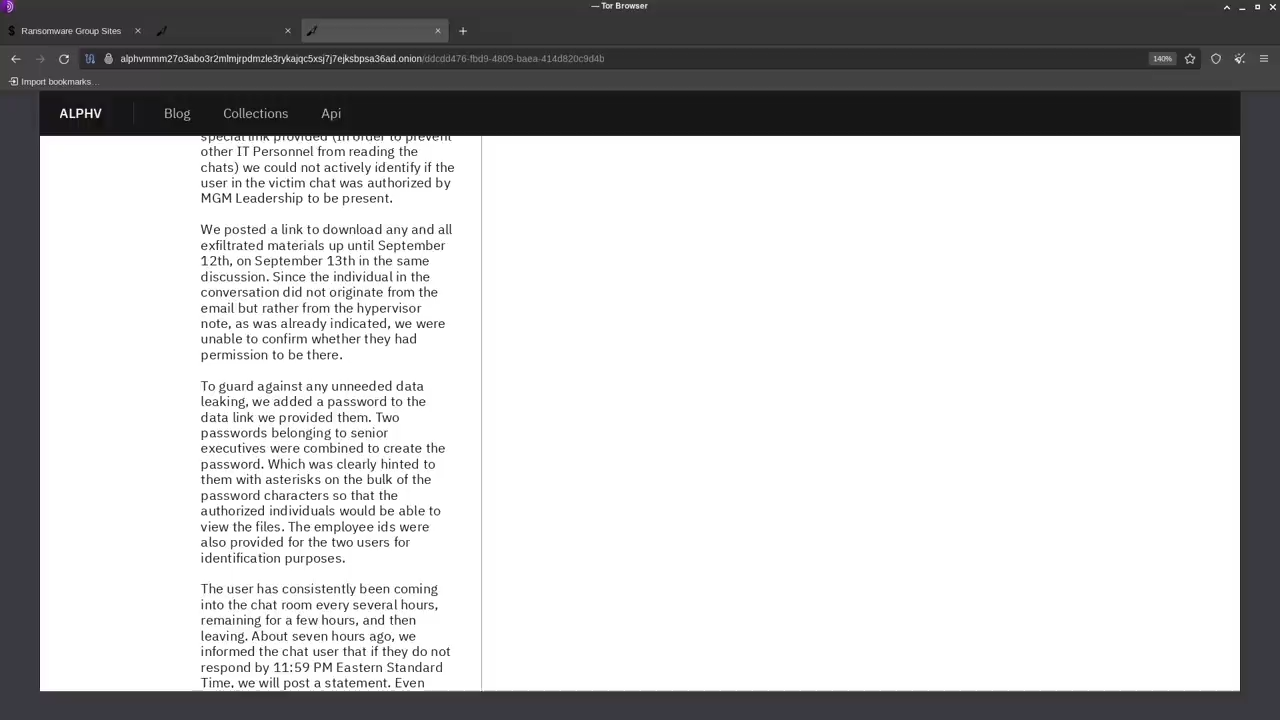 — Tor Browser
Ransomware Group Sites
alphvmmm27o3abo3r2mlmjrpdmzle3rykajqc5xsj7j7ejksbpsa36ad.onion/ddcdd476-fbd9-4809-baea-414d820c9d4b
140%
Import bookmarks...
ALPHV
Blog
Collections
Api
special link provided (In order to prevent
other IT Personnel from reading the
chats) we could not actively identify if the
user in the victim chat was authorized by
MGM Leadership to be present.
We posted a link to download any and all
exfiltrated materials up until September
12th, on September 13th in the same
discussion. Since the individual in the
conversation did not originate from the
email but rather from the hypervisor
note, as was already indicated, we were
unable to confirm whether they had
permission to be there.
To guard against any unneeded data
leaking, we added a password to the
data link we provided them. Two
passwords belonging to senior
executives were combined to create the
password. Which was clearly hinted to
them with asterisks on the bulk of the
password characters so that the
authorized individuals would be able to
view the files. The employee ids were
also provided for the two users for
identification purposes.
The user has consistently been coming
into the chat room every several hours,
remaining for a few hours, and then
leaving. About seven hours ago, we
informed the chat user that if they do not
respond by 11:59 PM Eastern Standard
Time, we will post a statement. Even